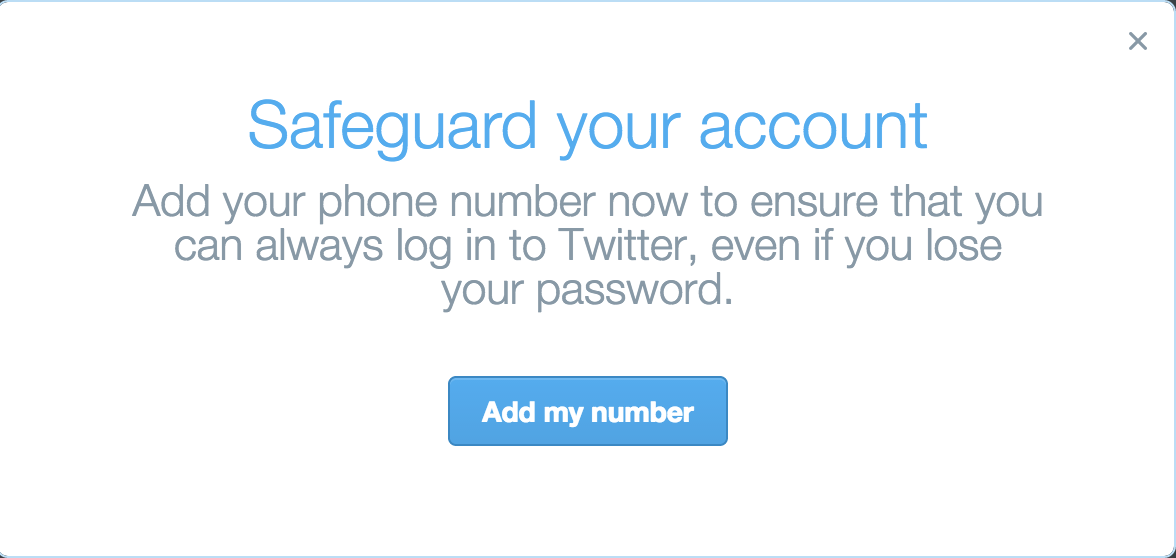 Safeguard your account
Add your phone number now to ensure that you
can always log in to Twitter, even if you lose
your password.
Add my number